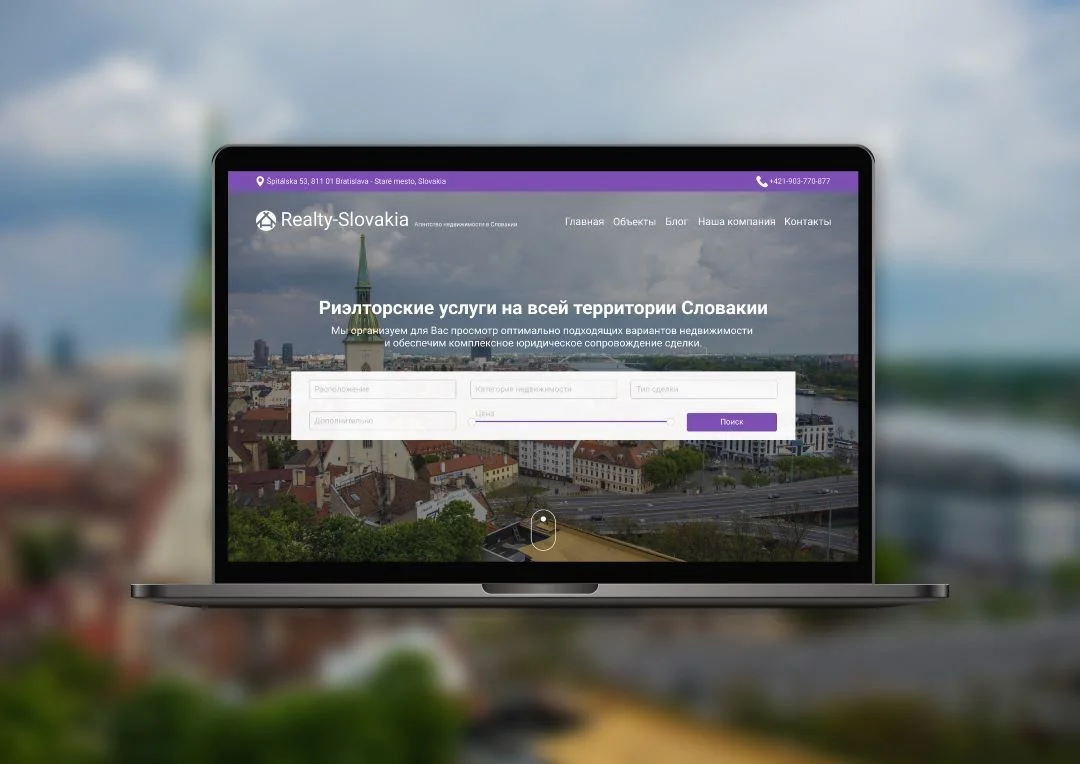 Špitálska 53, 811 01 Bratislava - Staré mesto, Slovakia
+421-903-770-877
Realty-Slovakia
Агентство недвижимости в Словакии
Главная Объекты Блог Наша компания Контакты
Риэлторские услуги на всей территории Словакии
Мы организуем для Вас просмотр оптимально подходящих вариантов недвижимости
и обеспечим комплексное юридическое сопровождение сделки.
Расположение
Категория недвижимости
Тип сделки
Дополнительно
Цена
Поиск